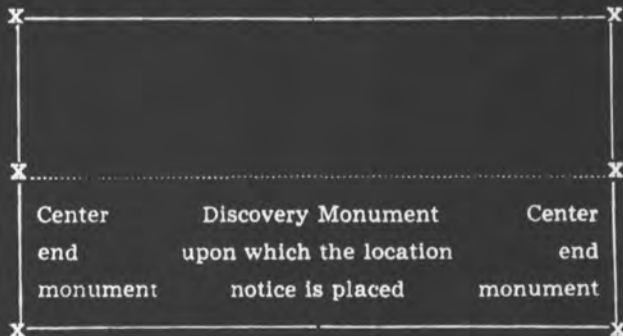 X X
X X
Center Discovery Monument Center
end upon which the location end
monument notice is placed monument
X X